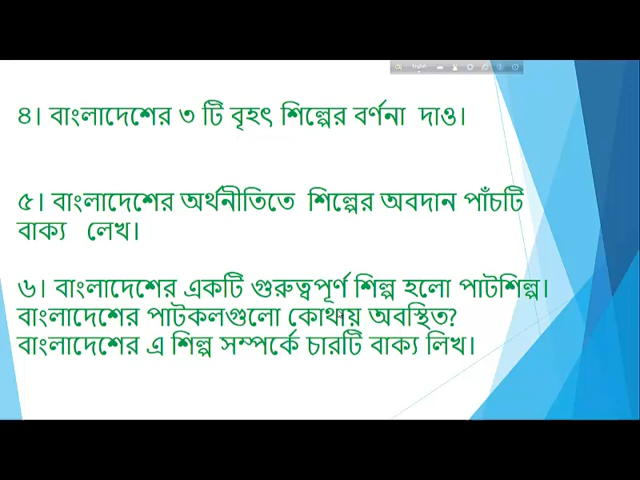 ৪। বাংলাদেশের ৩ টি বৃহৎ শিল্পের বর্ণনা দাও।
৫। বাংলাদেশের অর্থনীতিতে শিল্পের অবদান পাঁচটি
বাক্য লেখ।
৬। বাংলাদেশের একটি গুরুত্বপূর্ণ শিল্প হলো পাটশিল্প।
বাংলাদেশের পাটকলগুলো কোথায় অবস্থিত?
বাংলাদেশের এ শিল্প সম্পর্কে চারটি বাক্য লিখ।